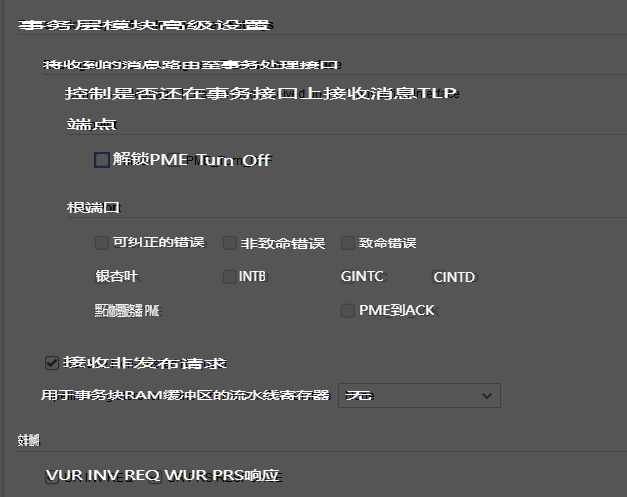 事务层模块高级设置
将收到的消息路由至事务处理接口
控制是否还在事务接口上接收消息TLP
端点
解锁PME Turn Off
根端口
可纠正的错误 非致命错误 致命错误
银杏叶 INTB GINTC CINTD
PME PME到ACK
接收非发布请求
用于事务块RAM缓冲区的流水线寄存器 无
VUR INV REQ WUR PRS响应